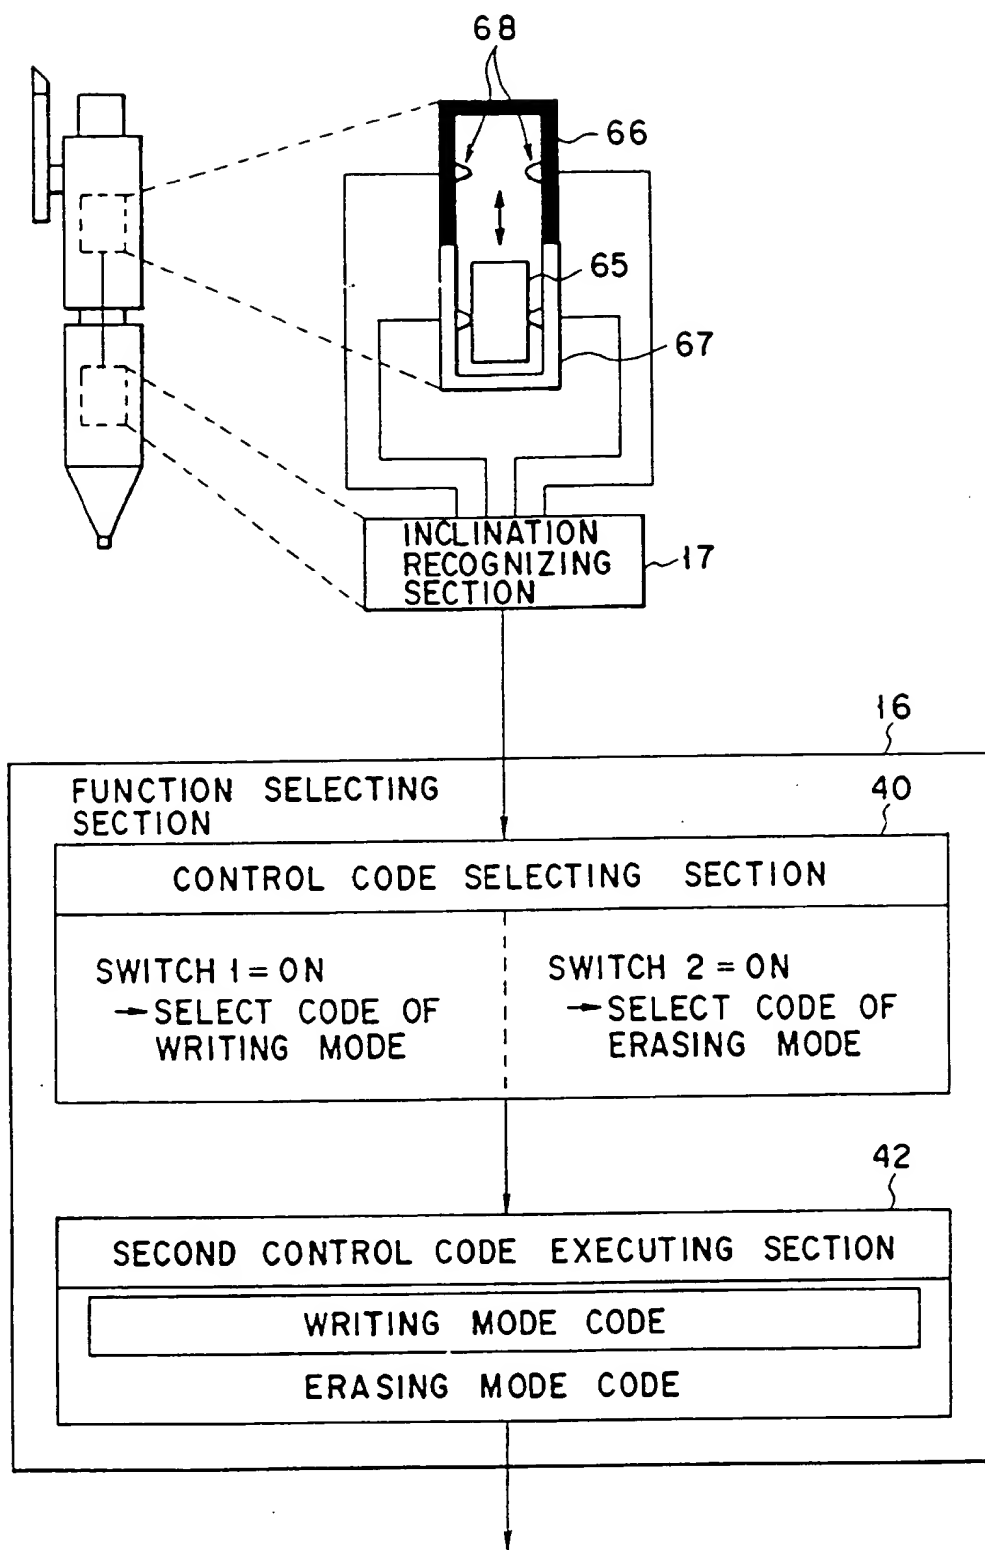 68
66
65
67
INCLINATION
RECOGNIZING
SECTION
17
16
FUNCTION SELECTING
SECTION
40
CONTROL CODE SELECTING SECTION
SWITCH 1 = ON
→ SELECT CODE OF
WRITING MODE
SWITCH 2 = ON
→ SELECT CODE OF
ERASING MODE
42
SECOND CONTROL CODE EXECUTING SECTION
WRITING MODE CODE
ERASING MODE CODE